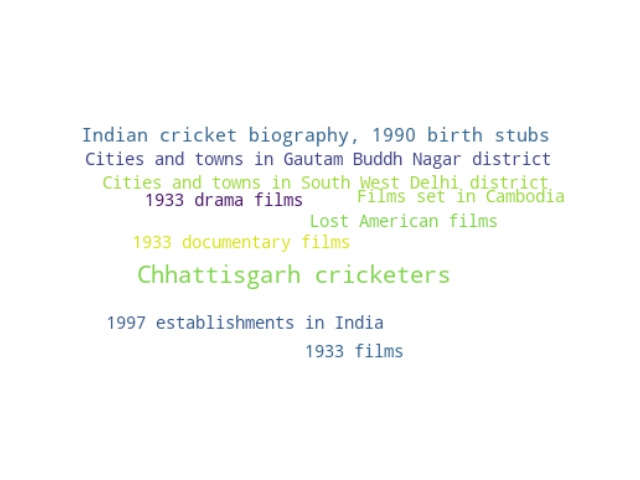 Indian cricket biography, 1990 birth stubs
Cities and towns in Gautam Buddh Nagar district
Cities and towns in South West Delhi district
1933 drama films
Films set in Cambodia
Lost American films
1933 documentary films
Chhattisgarh cricketers
1997 establishments in India
1933 films